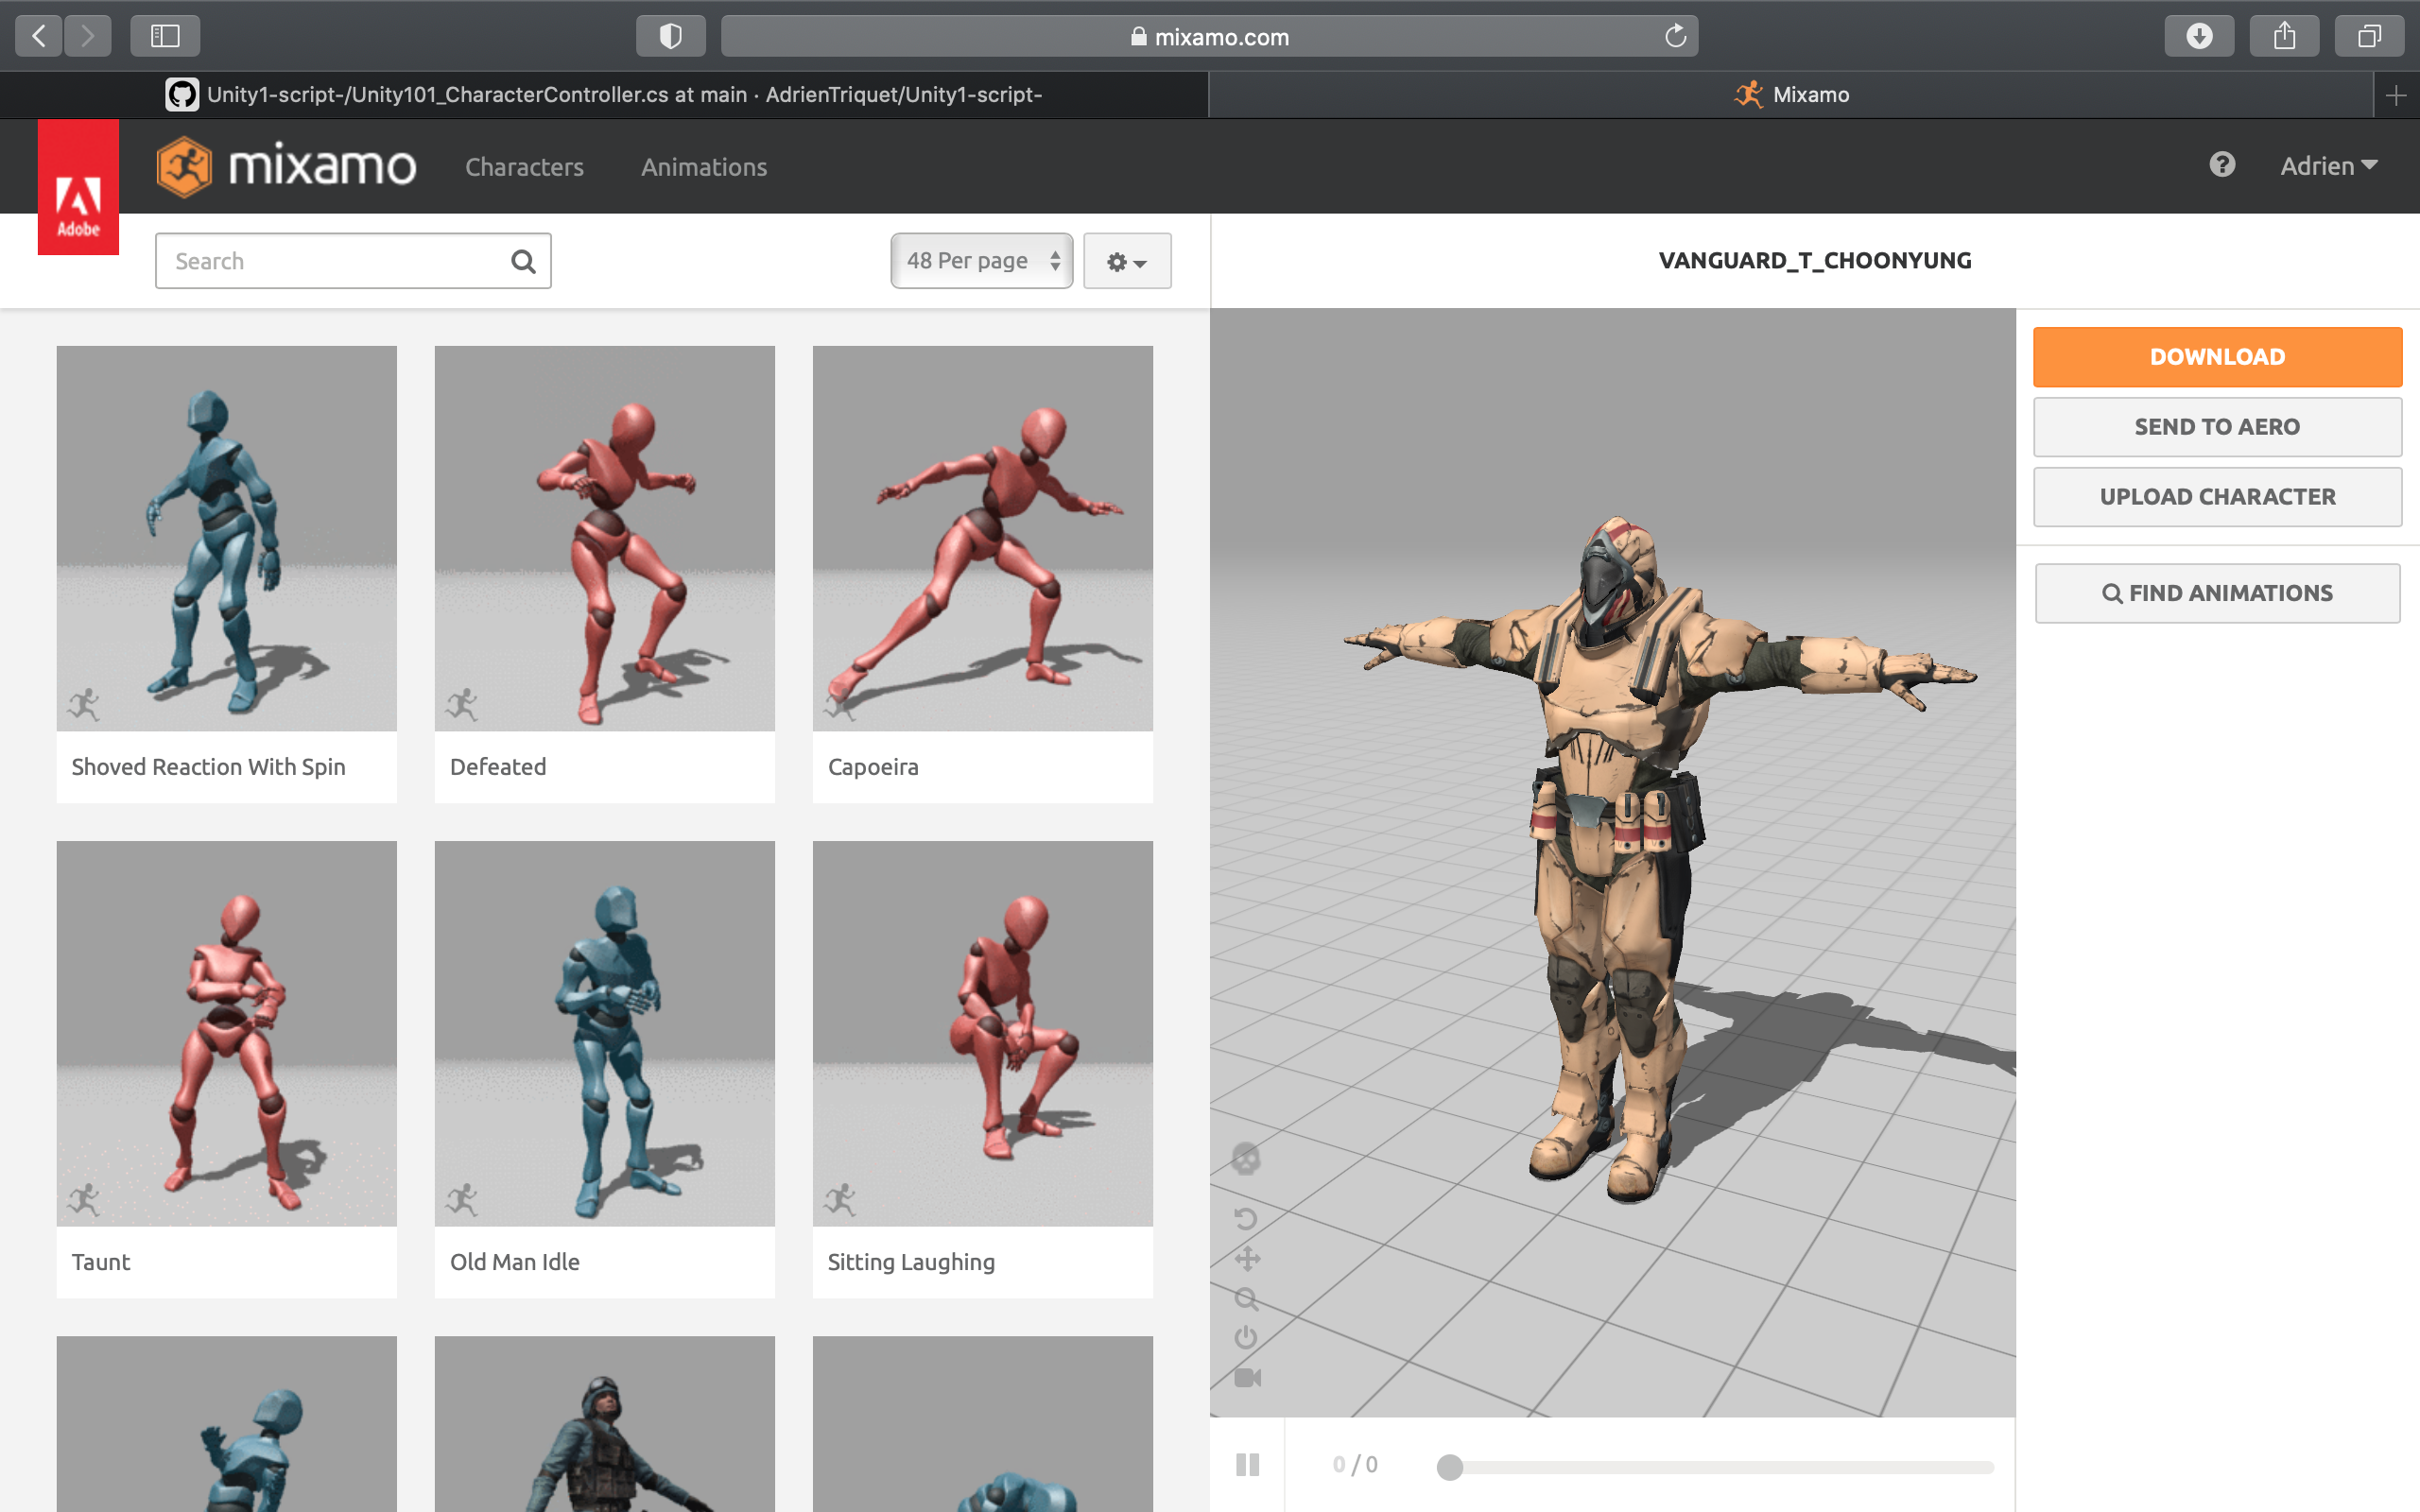 mixamo.com
Unity1-script-/Unity101_CharacterController.cs at main · AdrienTriquet/Unity1-script-
Mixamo
Adobe
mixamo
Characters
Animations
Adrien
Search
48 Per page
VANGUARD_T_CHOONYUNG
DOWNLOAD
SEND TO AERO
UPLOAD CHARACTER
FIND ANIMATIONS
Shoved Reaction With Spin
Defeated
Capoeira
Taunt
Old Man Idle
Sitting Laughing
0 / 0